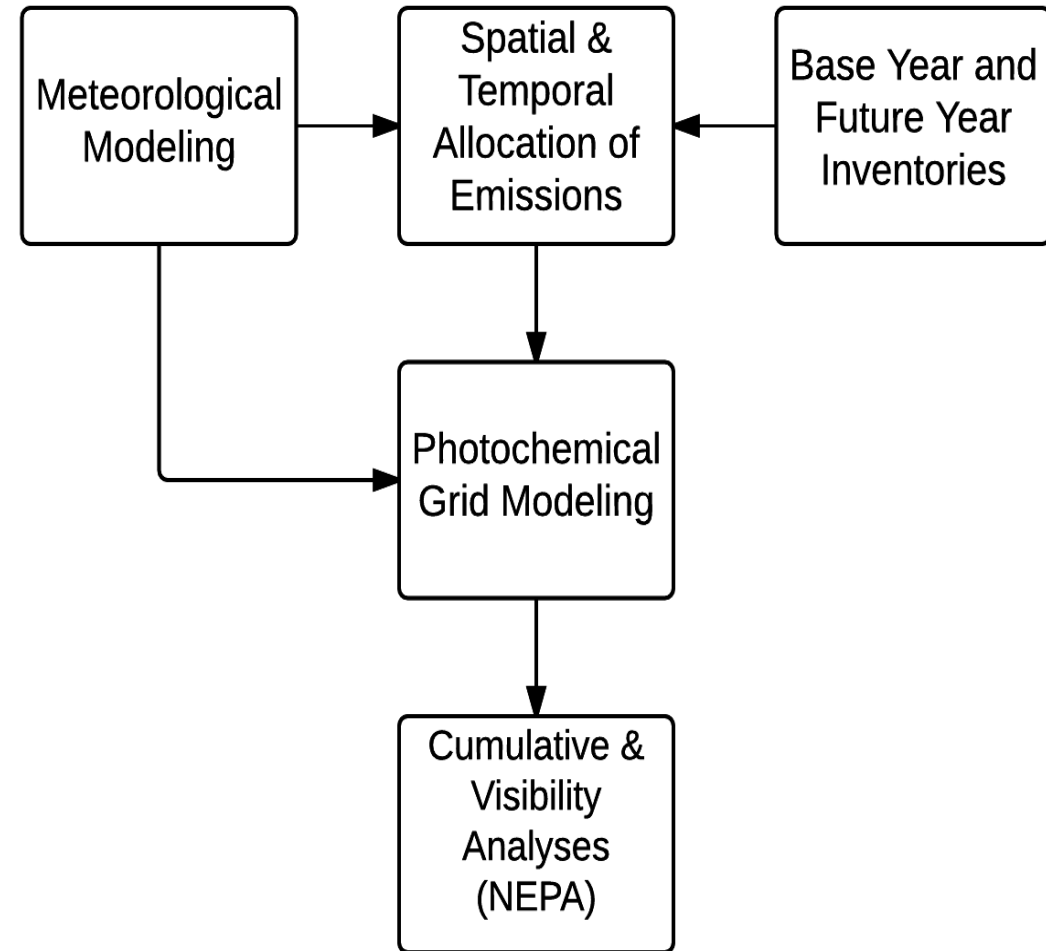 Meteorological
Modeling
Spatial &
Temporal
Allocation of
Emissions
Base Year and
Future Year
Inventories
Photochemical
Grid Modeling
Cumulative &
Visibility
Analyses
(NEPA)